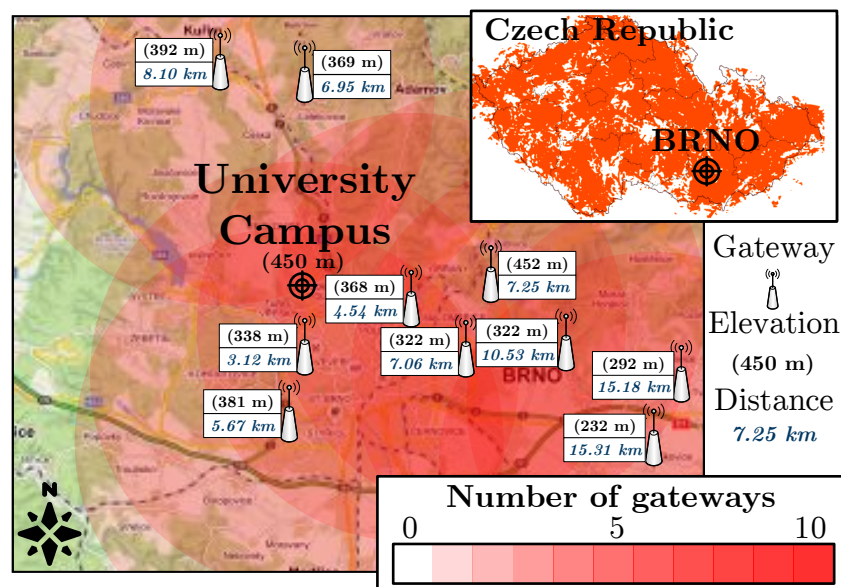 Czech Republic
BRNO
(392 m)
8.10 km
(369 m)
6.95 km
Adamov
University
Campus
(450 m)
(452 m)
7.25 km
(368 m)
4.54 km
(338 m)
3.12 km
(322 m)
7.06 km
(322 m)
10.53 km
BRNO
(292 m)
15.18 km
(381 m)
5.67 km
(232 m)
15.31 km
Gateway
Elevation
(450 m)
Distance
7.25 km
N
Number of gateways
0 5 10